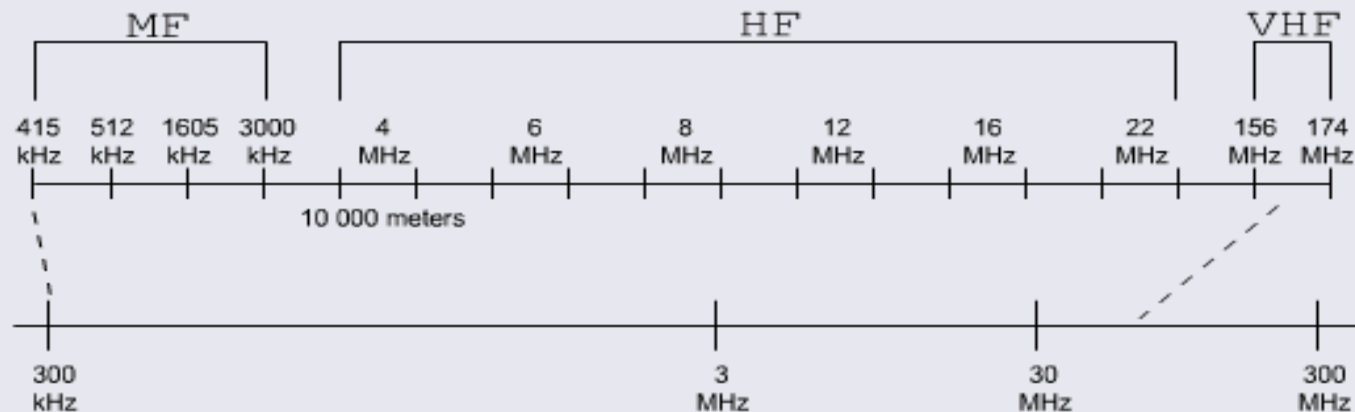 MF HF VHF
415 512 1605 3000 4 6 8 12 16 22 156 174
kHz kHz kHz kHz MHz MHz MHz MHz MHz MHz MHz MHz
10 000 meters
300 3 30 300
kHz MHz MHz MHz